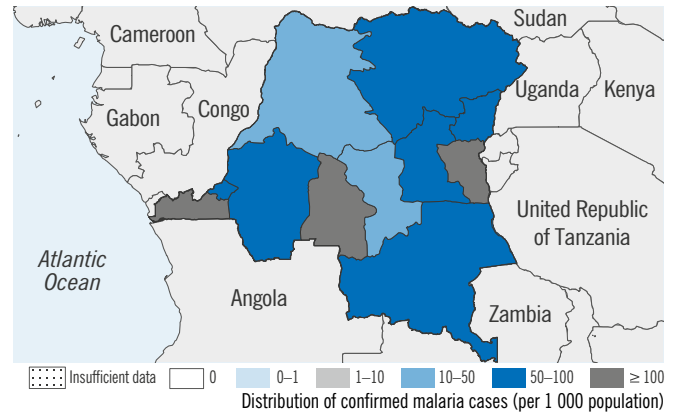 Sudan
Cameroon
Uganda
Kenya
Congo
Gabon
United Republic
of Tanzania
Atlantic
Ocean
Angola
Zambia
Insufficient data 0 0–1 1–10 10–50 50–100 ≥ 100
Distribution of confirmed malaria cases (per 1 000 population)